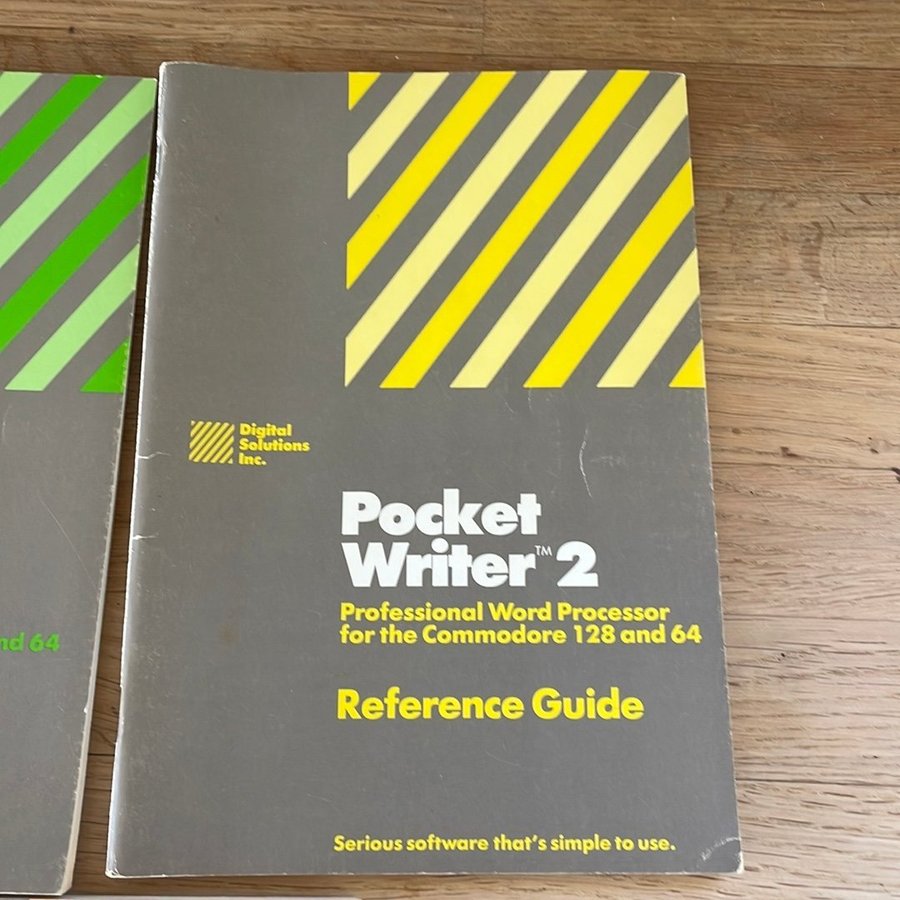 Digital
Solutions
Inc.
Pocket
Writer™ 2
Professional Word Processor
for the Commodore 128 and 64
Reference Guide
Serious software that's simple to use.
64